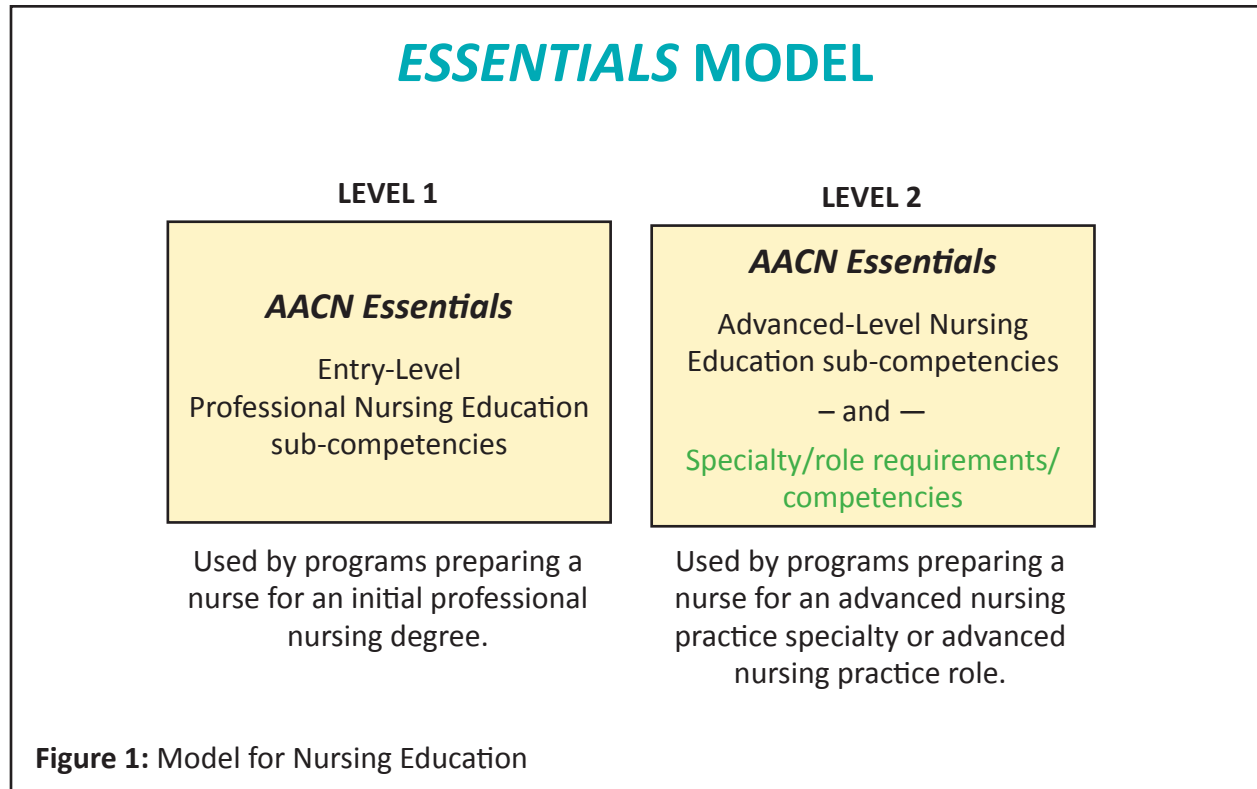 ESSENTIALS MODEL
LEVEL 1
AACN Essentials
Entry-Level
Professional Nursing Education
sub-competencies
Used by programs preparing a
nurse for an initial professional
nursing degree.
LEVEL 2
AACN Essentials
Advanced-Level Nursing
Education sub-competencies
– and —
Specialty/role requirements/
competencies
Used by programs preparing a
nurse for an advanced nursing
practice specialty or advanced
nursing practice role.
Figure 1: Model for Nursing Education